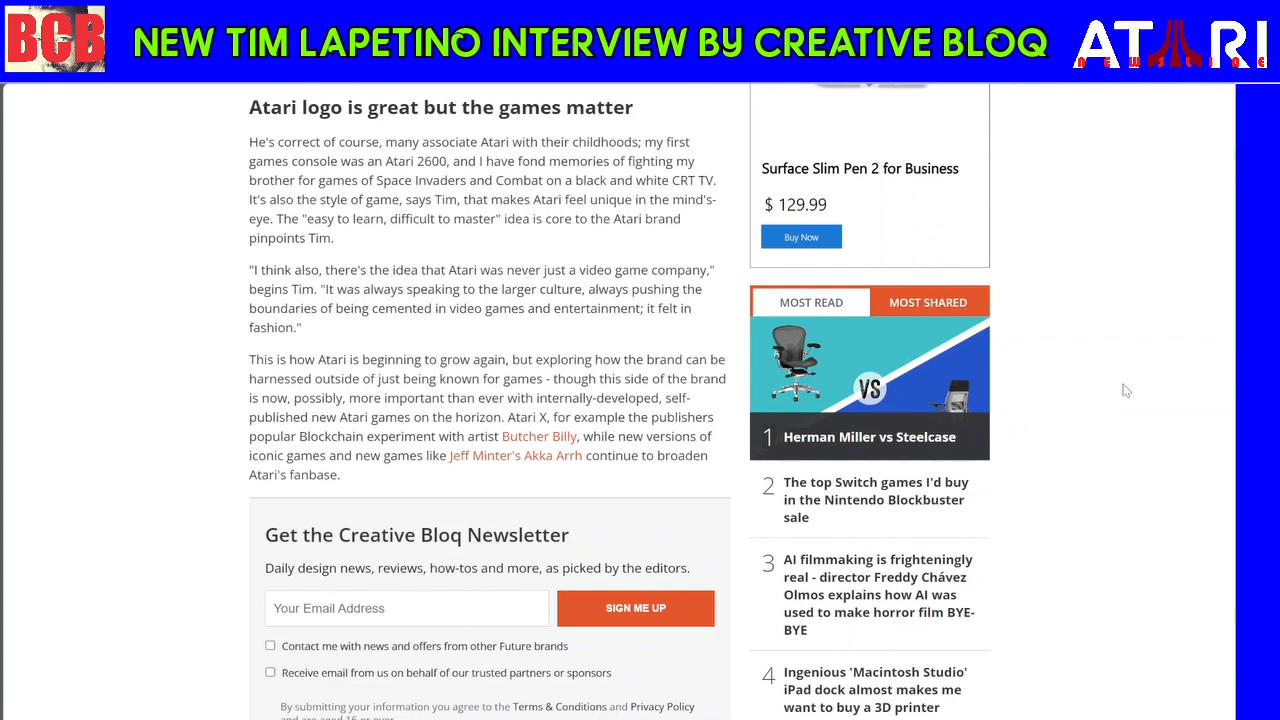 BCB
NEW TIM LAPETINO INTERVIEW BY CREATIVE BLOQ
ATARI
Atari logo is great but the games matter
He's correct of course, many associate Atari with their childhoods; my first
games console was an Atari 2600, and I have fond memories of fighting my
brother for games of Space Invaders and Combat on a black and white CRT TV.
It's also the style of game, says Tim, that makes Atari feel unique in the mind's-
eye. The "easy to learn, difficult to master" idea is core to the Atari brand
pinpoints Tim.
"I think also, there's the idea that Atari was never just a video game company,"
begins Tim. "It was always speaking to the larger culture, always pushing the
boundaries of being cemented in video games and entertainment; it felt in
fashion."
This is how Atari is beginning to grow again, but exploring how the brand can be
harnessed outside of just being known for games - though this side of the brand
is now, possibly, more important than ever with internally-developed, self-
published new Atari games on the horizon. Atari X, for example the publishers
popular Blockchain experiment with artist Butcher Billy, while new versions of
iconic games and new games like Jeff Minter's Akka Arrh continue to broaden
Atari's fanbase.
Get the Creative Bloq Newsletter
Daily design news, reviews, how-tos and more, as picked by the editors.
Your Email Address
SIGN ME UP
Contact me with news and offers from other Future brands
Receive email from us on behalf of our trusted partners or sponsors
By submitting your information you agree to the Terms & Conditions and Privacy Policy
and are aged 16 or over.
Surface Slim Pen 2 for Business
$ 129.99
Buy Now
MOST READ
MOST SHARED
VS
1 Herman Miller vs Steelcase
2 The top Switch games I'd buy
in the Nintendo Blockbuster
sale
3 AI filmmaking is frighteningly
real - director Freddy Chávez
Olmos explains how AI was
used to make horror film BYE-
BYE
4 Ingenious 'Macintosh Studio'
iPad dock almost makes me
want to buy a 3D printer